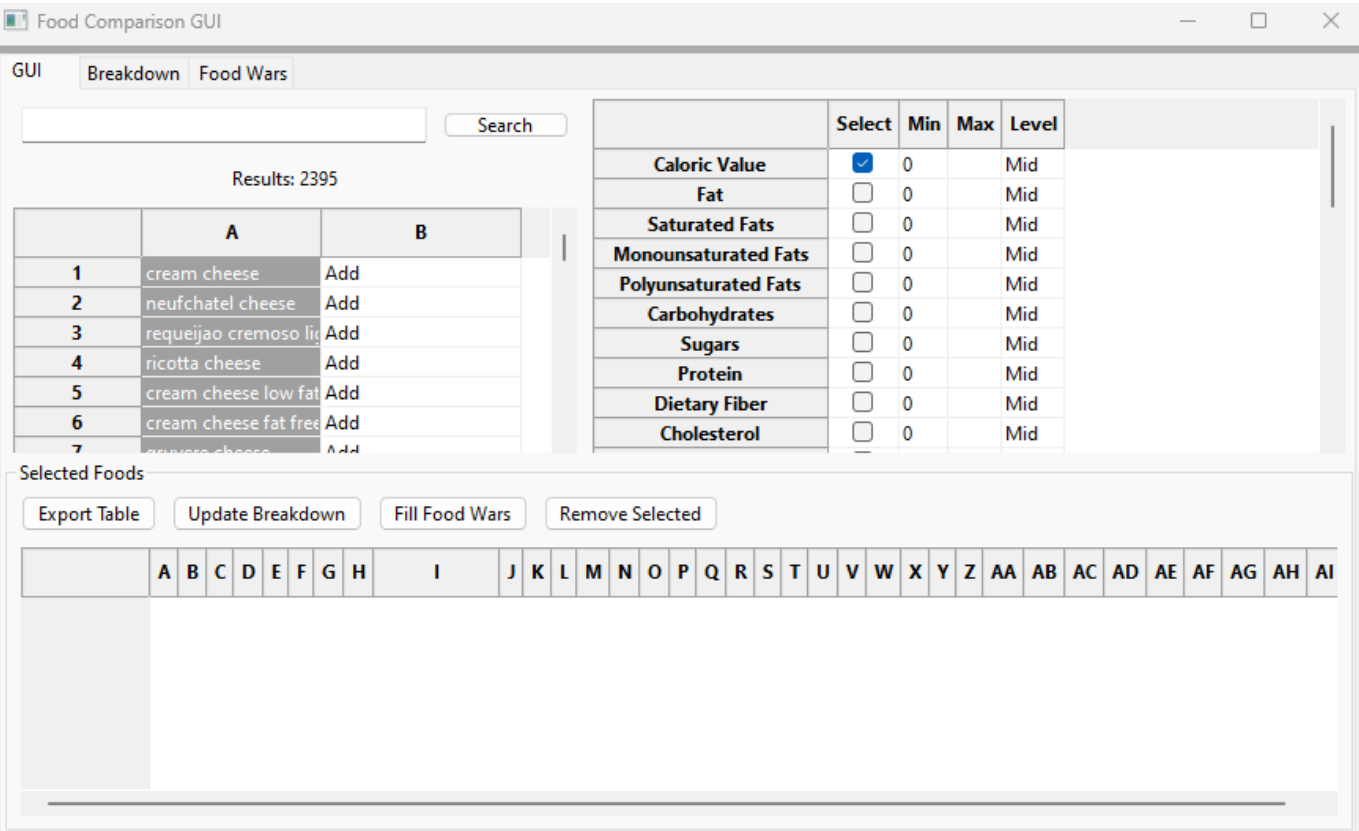 Food Comparison GUI
GUI Breakdown Food Wars
Search
Results: 2395
A B
1 cream cheese Add
2 neufchatel cheese Add
3 requeijao cremoso lig Add
4 ricotta cheese Add
5 cream cheese low fat Add
6 cream cheese fat free Add
7 gruyere cheese Add
Select Min Max Level
Caloric Value 0 Mid
Fat 0 Mid
Saturated Fats 0 Mid
Monounsaturated Fats 0 Mid
Polyunsaturated Fats 0 Mid
Carbohydrates 0 Mid
Sugars 0 Mid
Protein 0 Mid
Dietary Fiber 0 Mid
Cholesterol 0 Mid
Selected Foods
Export Table Update Breakdown Fill Food Wars Remove Selected
A B C D E F G H I J K L M N O P Q R S T U V W X Y Z AA AB AC AD AE AF AG AH AI